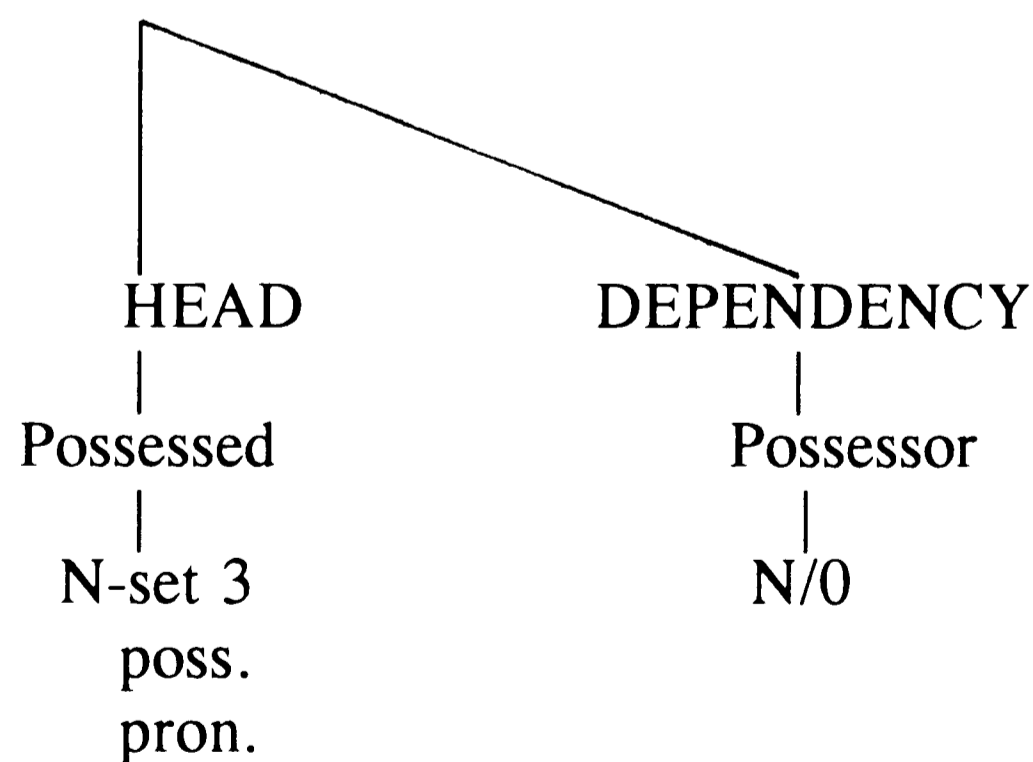 HEAD DEPENDENCY
Possessed Possessor
N-set 3 N/0
poss.
pron.